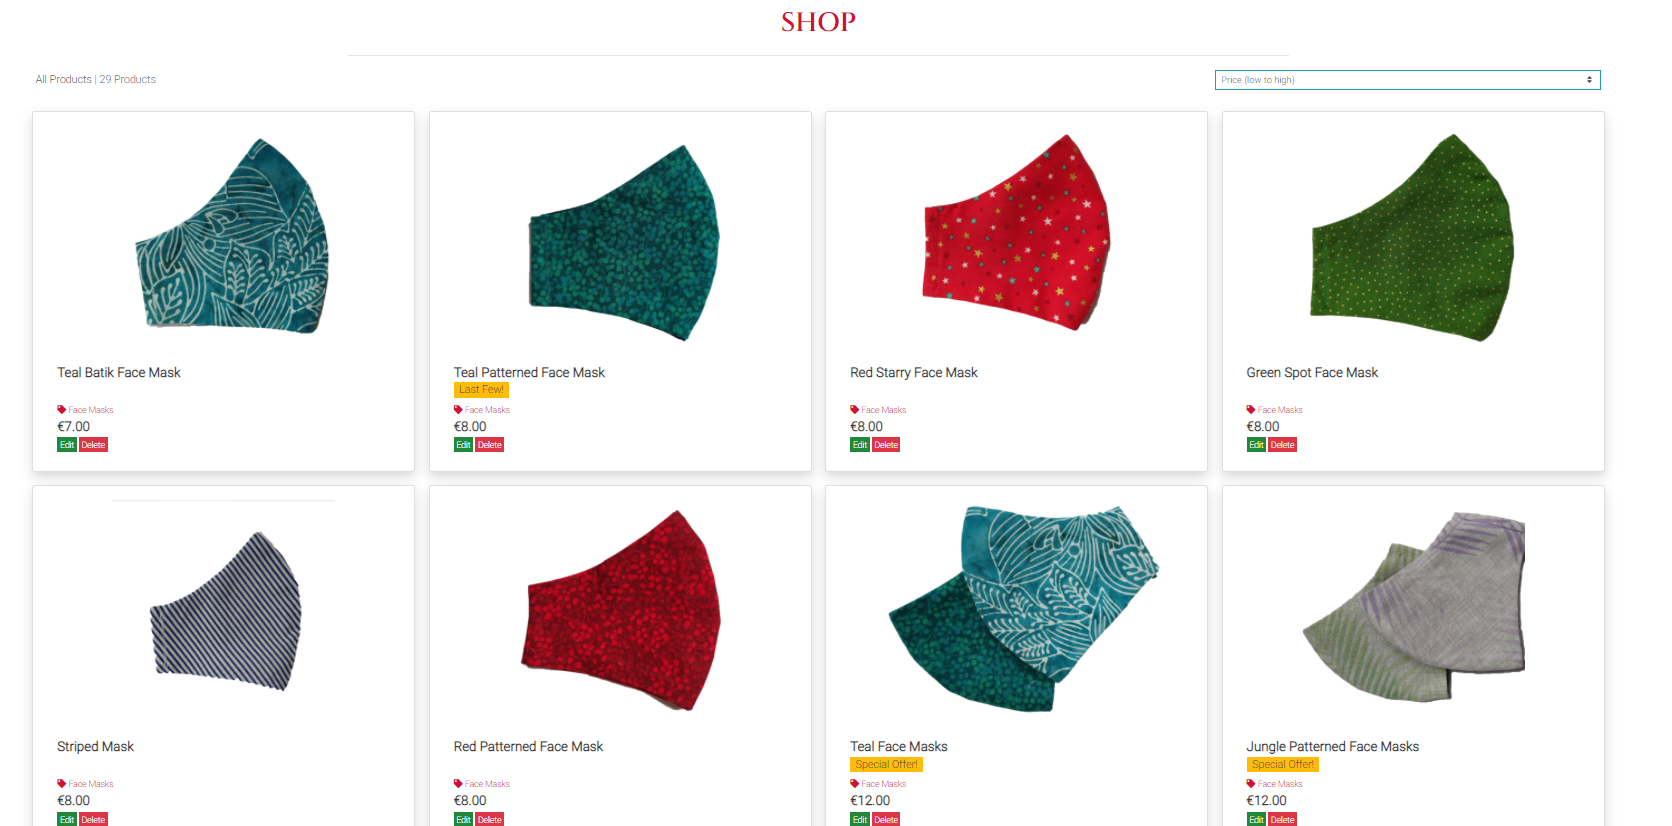 SHOP
All Products | 29 Products
Price (low to high)
Teal Batik Face Mask
Face Masks
€7.00
Edit Delete
Teal Patterned Face Mask
Last Few!
Face Masks
€8.00
Edit Delete
Red Starry Face Mask
Face Masks
€8.00
Edit Delete
Green Spot Face Mask
Face Masks
€8.00
Edit Delete
Striped Mask
Face Masks
€8.00
Edit Delete
Red Patterned Face Mask
Face Masks
€8.00
Edit Delete
Teal Face Masks
Special Offer!
Face Masks
€12.00
Edit Delete
Jungle Patterned Face Masks
Special Offer!
Face Masks
€12.00
Edit Delete